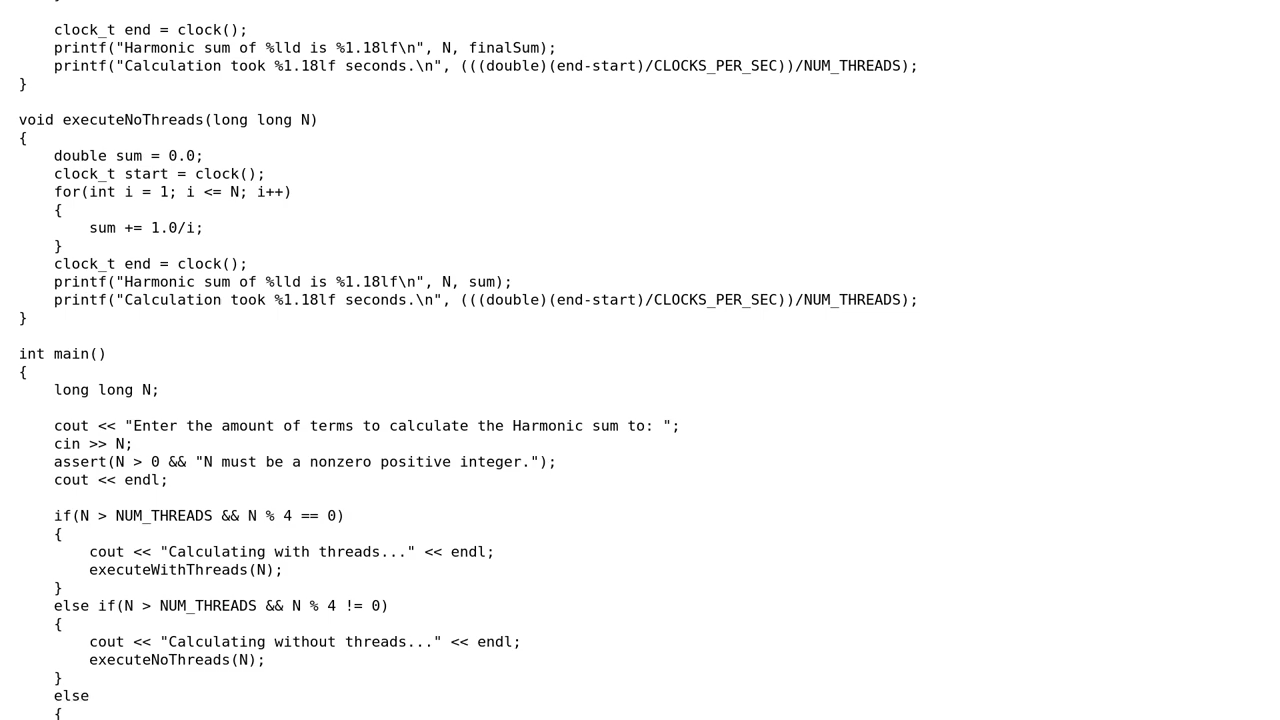 clock_t end = clock();
    printf("Harmonic sum of %lld is %1.18lf\n", N, finalSum);
    printf("Calculation took %1.18lf seconds.\n", (((double)(end-start)/CLOCKS_PER_SEC))/NUM_THREADS);
}

void executeNoThreads(long long N)
{
    double sum = 0.0;
    clock_t start = clock();
    for(int i = 1; i <= N; i++)
    {
        sum += 1.0/i;
    }
    clock_t end = clock();
    printf("Harmonic sum of %lld is %1.18lf\n", N, sum);
    printf("Calculation took %1.18lf seconds.\n", (((double)(end-start)/CLOCKS_PER_SEC))/NUM_THREADS);
}

int main()
{
    long long N;

    cout << "Enter the amount of terms to calculate the Harmonic sum to: ";
    cin >> N;
    assert(N > 0 && "N must be a nonzero positive integer.");
    cout << endl;

    if(N > NUM_THREADS && N % 4 == 0)
    {
        cout << "Calculating with threads..." << endl;
        executeWithThreads(N);
    }
    else if(N > NUM_THREADS && N % 4 != 0)
    {
        cout << "Calculating without threads..." << endl;
        executeNoThreads(N);
    }
    else
    {